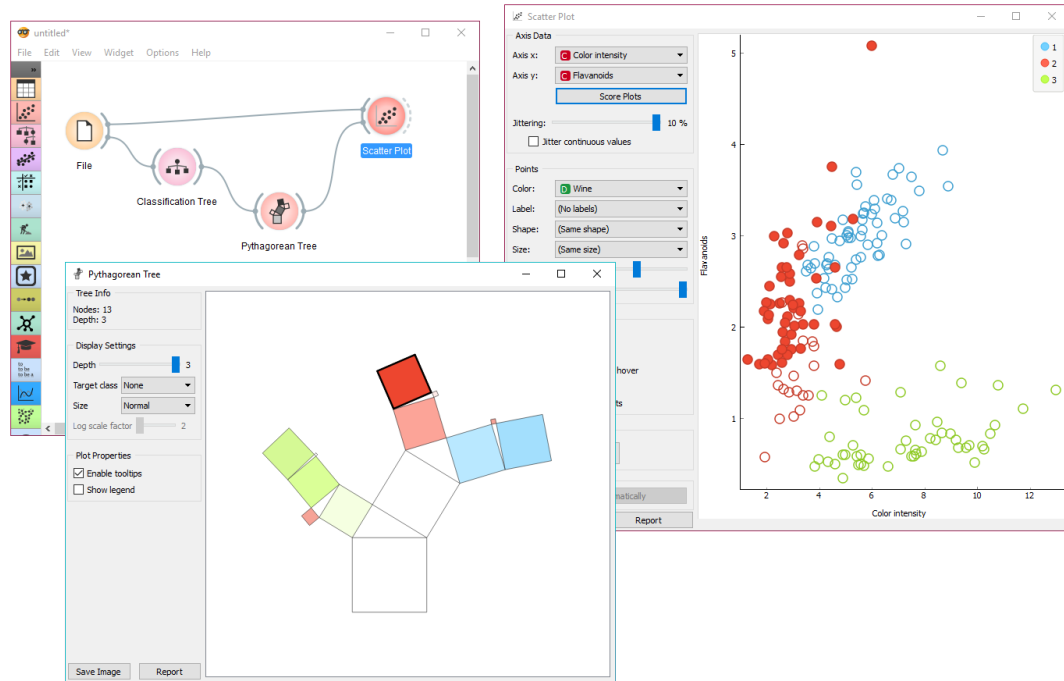 untitled*
File Edit View Widget Options Help
»
File
Classification Tree
Pythagorean Tree
Scatter Plot
Scatter Plot
Axis Data
Axis x: C Color intensity
Axis y: C Flavanoids
Score Plots
Jittering: 10 %
Jitter continuous values
Points
Color: D Wine
Label: (No labels)
Shape: (Same shape)
Size: (Same size)
hover
ts
matically
Report
5
4
3
2
1
Flavanoids
2 4 6 8 10 12
Color intensity
1
2
3
Pythagorean Tree
Tree Info
Nodes: 13
Depth: 3
Display Settings
Depth 3
Target class None
Size Normal
Log scale factor 2
Plot Properties
Enable tooltips
Show legend
Save Image Report